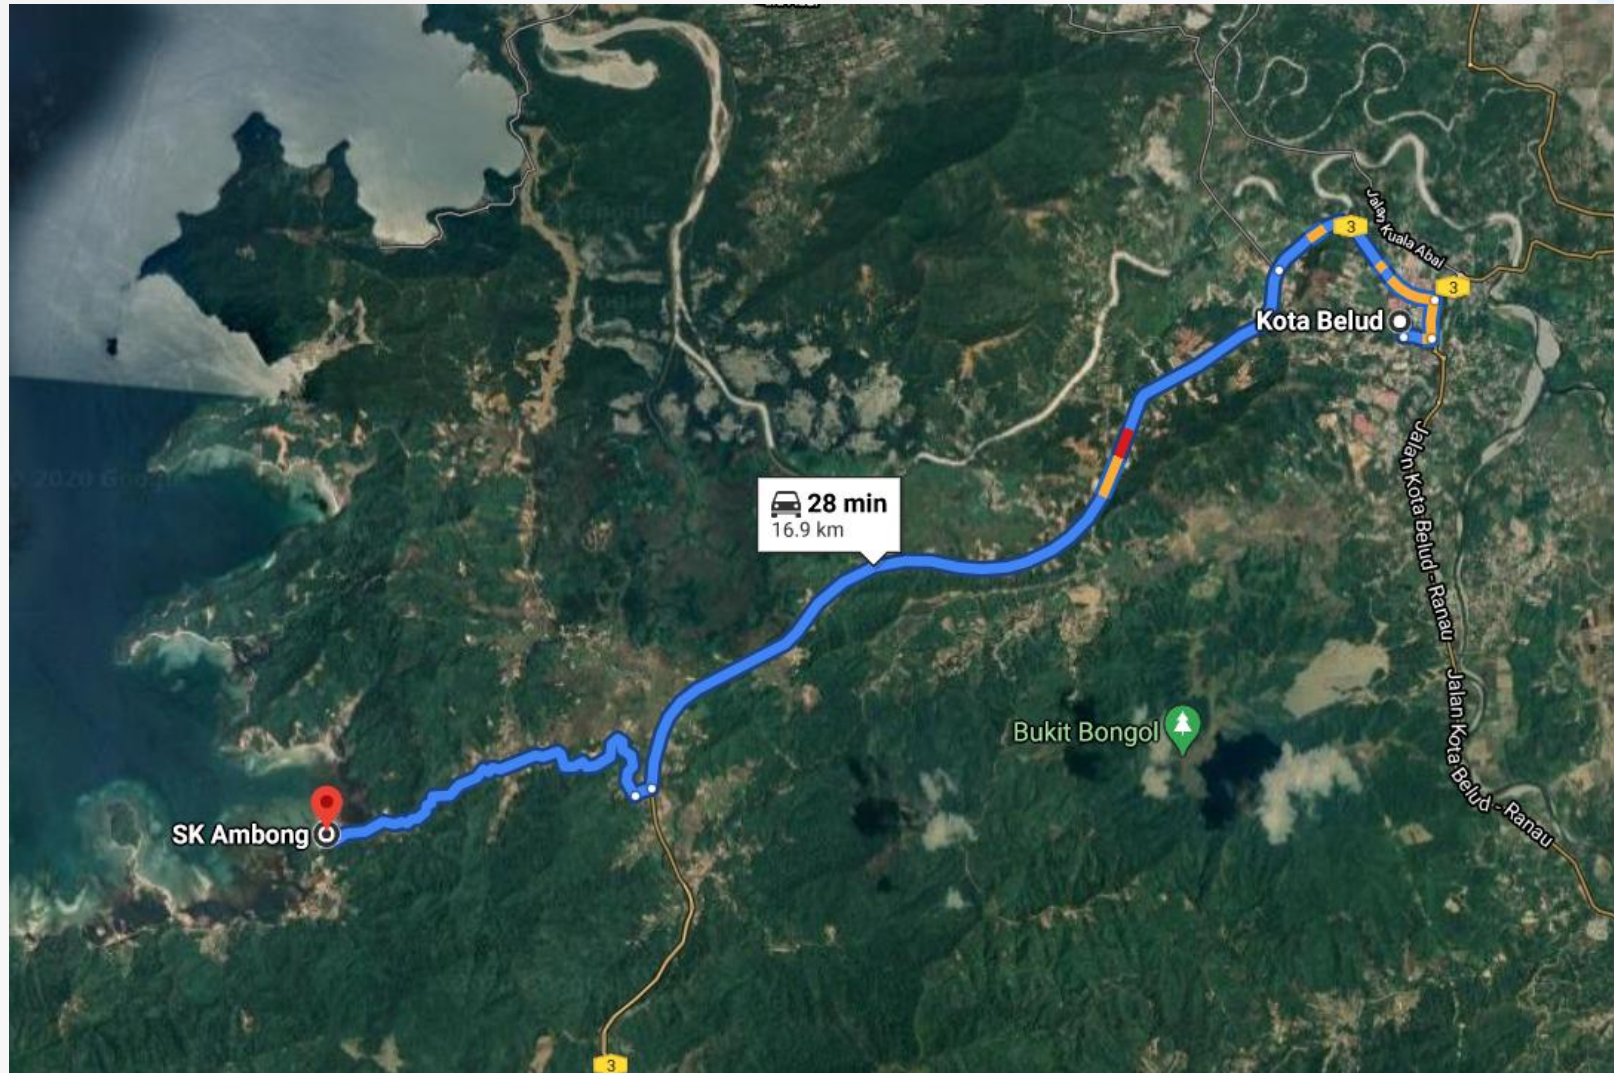 3
Jalan Kuala Abai
3
Kota Belud
Jalan Kota Belud - Ranau
© 2020 Google
28 min
16.9 km
Jalan Kota Belud - Ranau
Bukit Bongol
SK Ambong
3